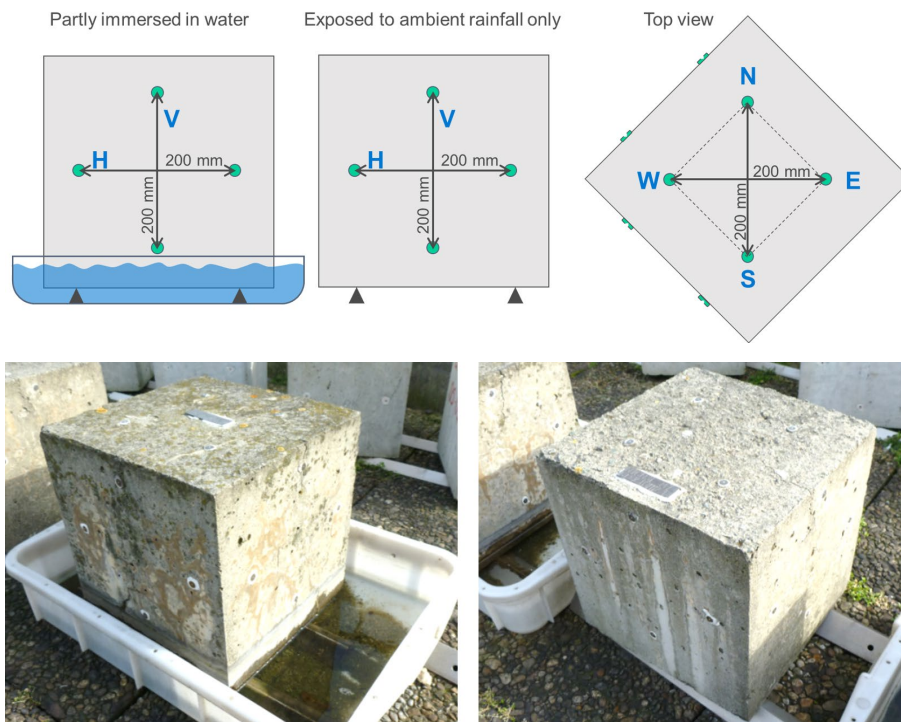 Partly immersed in water
Exposed to ambient rainfall only
Top view
V
H
200 mm
200 mm
V
H
200 mm
200 mm
N
W
200 mm
E
200 mm
S